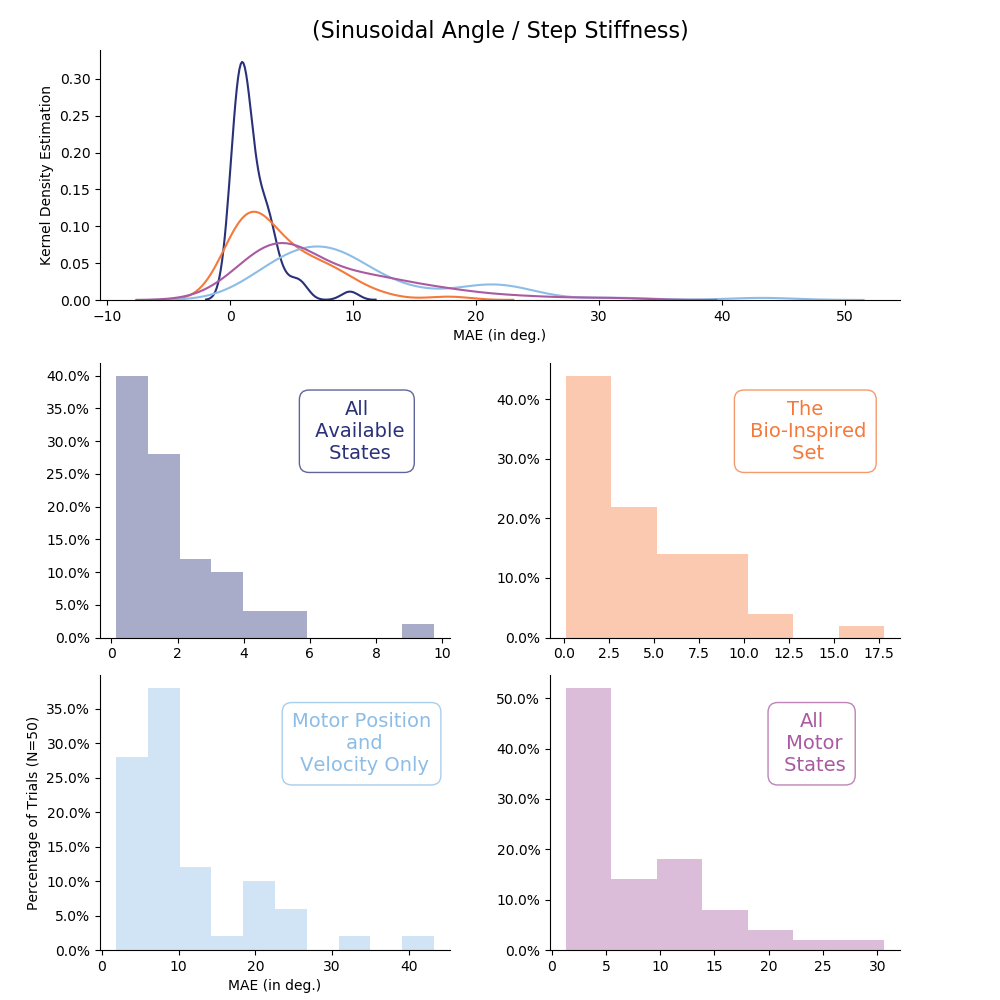 (Sinusoidal Angle / Step Stiffness)
Kernel Density Estimation
0.30
0.25
0.20
0.15
0.10
0.05
0.00
−10 0 10 20 30 40 50
MAE (in deg.)
40.0%
35.0%
30.0%
25.0%
20.0%
15.0%
10.0%
5.0%
0.0%
0 2 4 6 8 10
All
Available
States
40.0%
30.0%
20.0%
10.0%
0.0%
0.0 2.5 5.0 7.5 10.0 12.5 15.0 17.5
The
Bio-Inspired
Set
Percentage of Trials (N=50)
35.0%
30.0%
25.0%
20.0%
15.0%
10.0%
5.0%
0.0%
0 10 20 30 40
MAE (in deg.)
Motor Position
and
Velocity Only
50.0%
40.0%
30.0%
20.0%
10.0%
0.0%
0 5 10 15 20 25 30
All
Motor
States